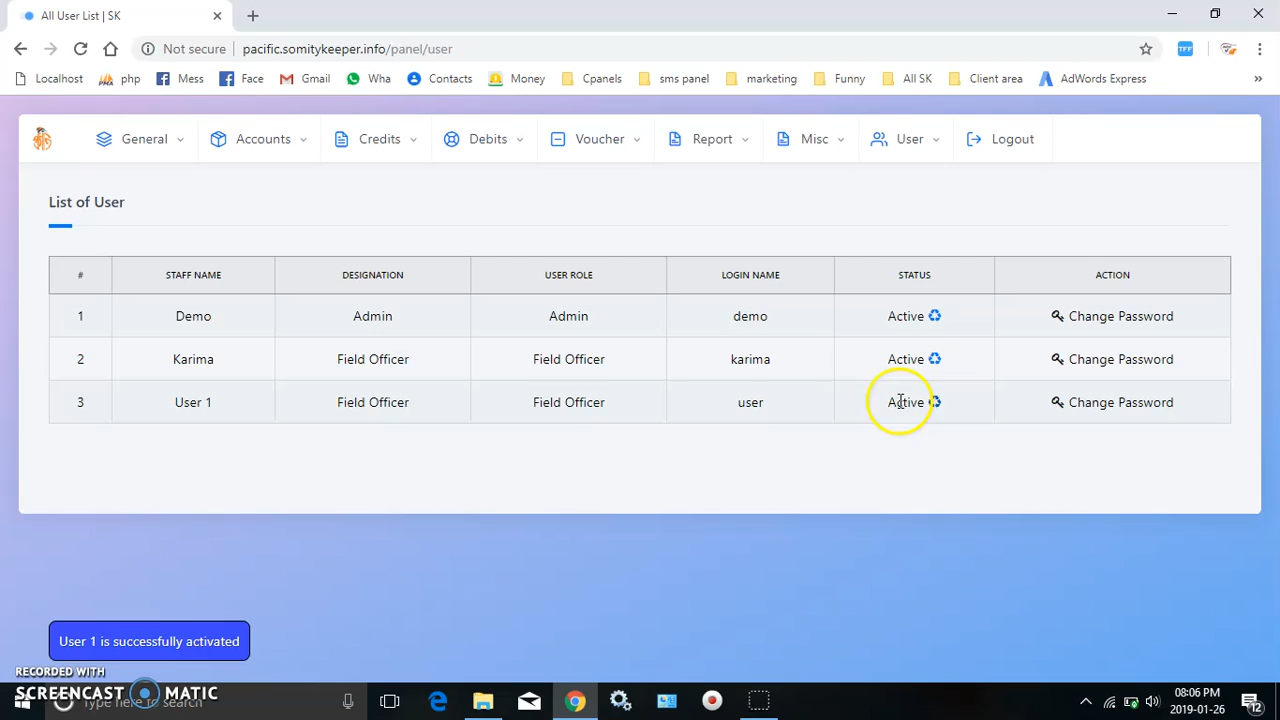 All User List | SK
Not secure pacific.somitykeeper.info/panel/user
TFF
Localhost php Mess Face Gmail Wha Contacts Money Cpanels sms panel marketing Funny All SK Client area AdWords Express »
General Accounts Credits Debits Voucher Report Misc User Logout
List of User
# STAFF NAME DESIGNATION USER ROLE LOGIN NAME STATUS ACTION
1 Demo Admin Admin demo Active Change Password
2 Karima Field Officer Field Officer karima Active Change Password
3 User 1 Field Officer Field Officer user Active Change Password
User 1 is successfully activated
RECORDED WITH
SCREENCAST MATIC
Type here to search
08:06 PM
2019-01-26
12